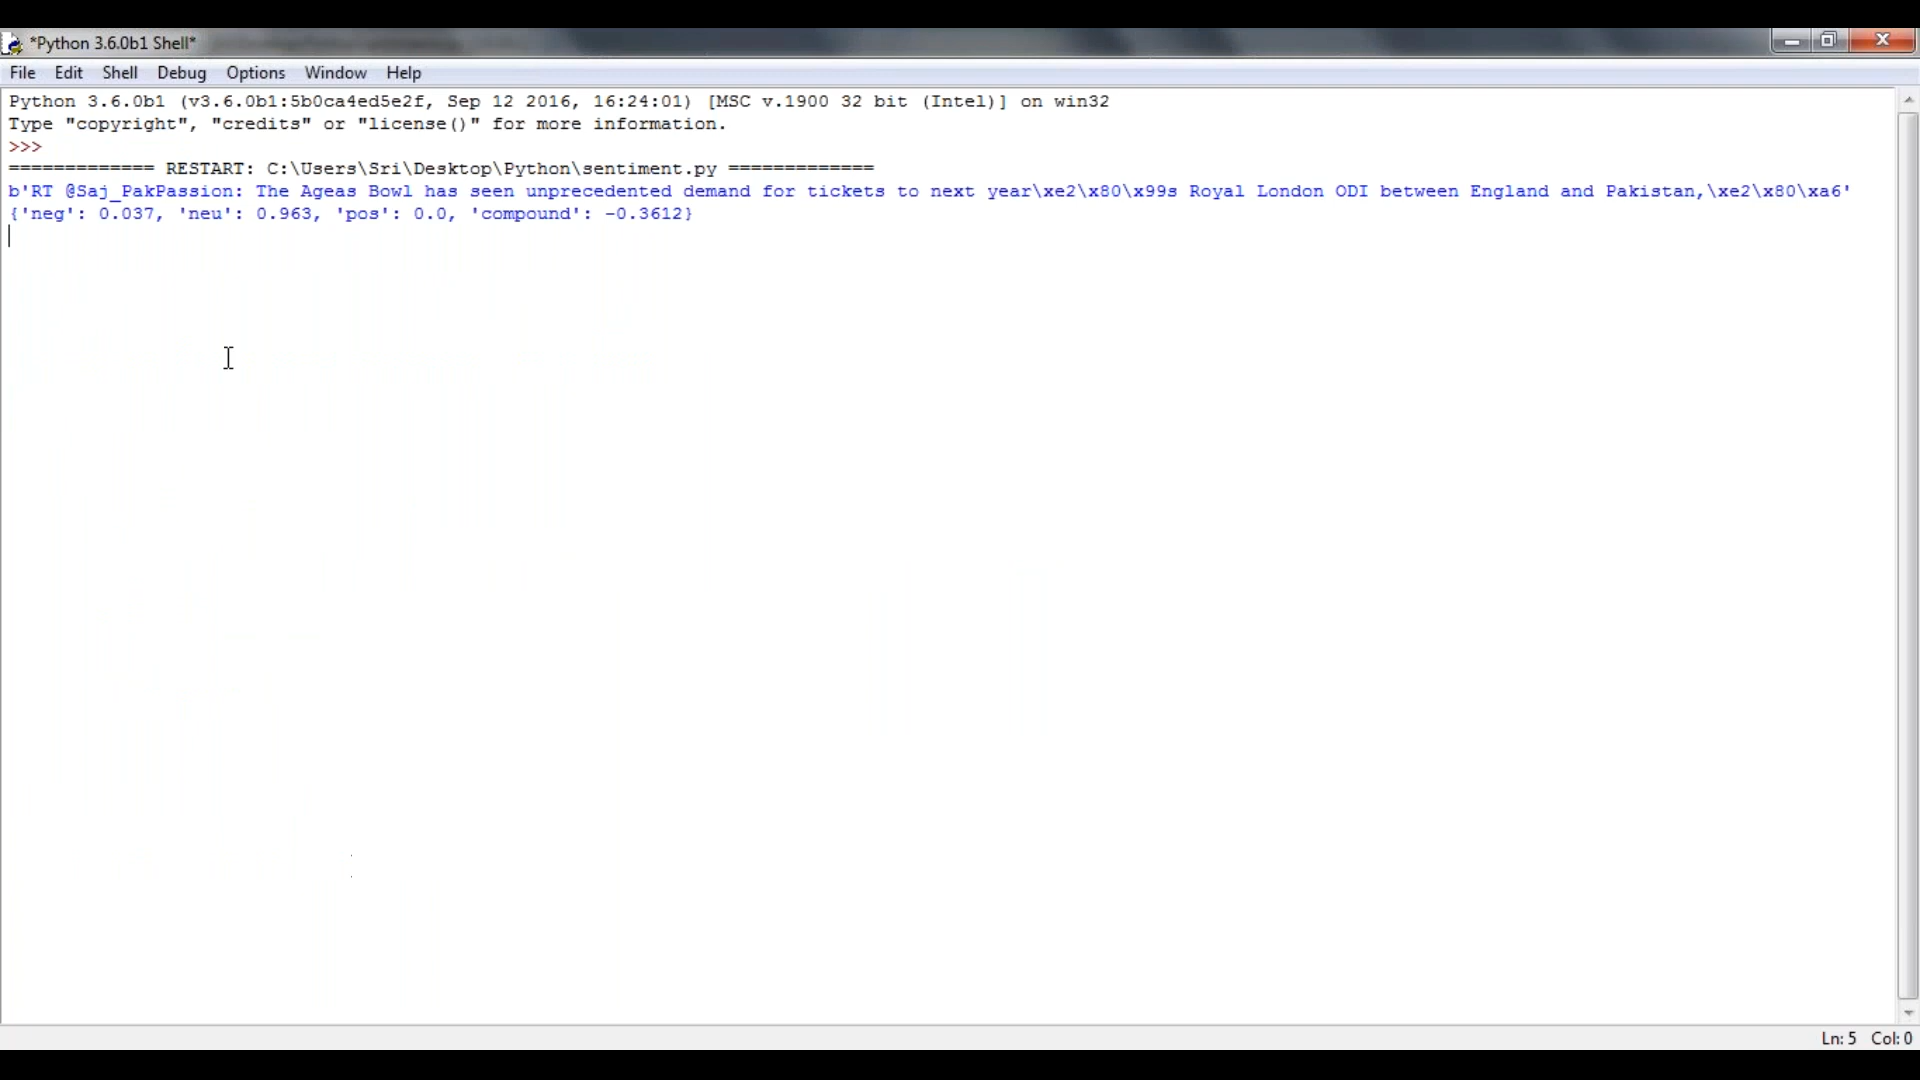 *Python 3.6.0b1 Shell*
File Edit Shell Debug Options Window Help
Python 3.6.0b1 (v3.6.0b1:5b0ca4ed5e2f, Sep 12 2016, 16:24:01) [MSC v.1900 32 bit (Intel)] on win32
Type "copyright", "credits" or "license()" for more information.
>>>
============= RESTART: C:\Users\Sri\Desktop\Python\sentiment.py =============
b'RT @Saj_PakPassion: The Ageas Bowl has seen unprecedented demand for tickets to next year\xe2\x80\x99s Royal London ODI between England and Pakistan,\xe2\x80\xa6'
{'neg': 0.037, 'neu': 0.963, 'pos': 0.0, 'compound': -0.3612}
Ln: 5 Col: 0